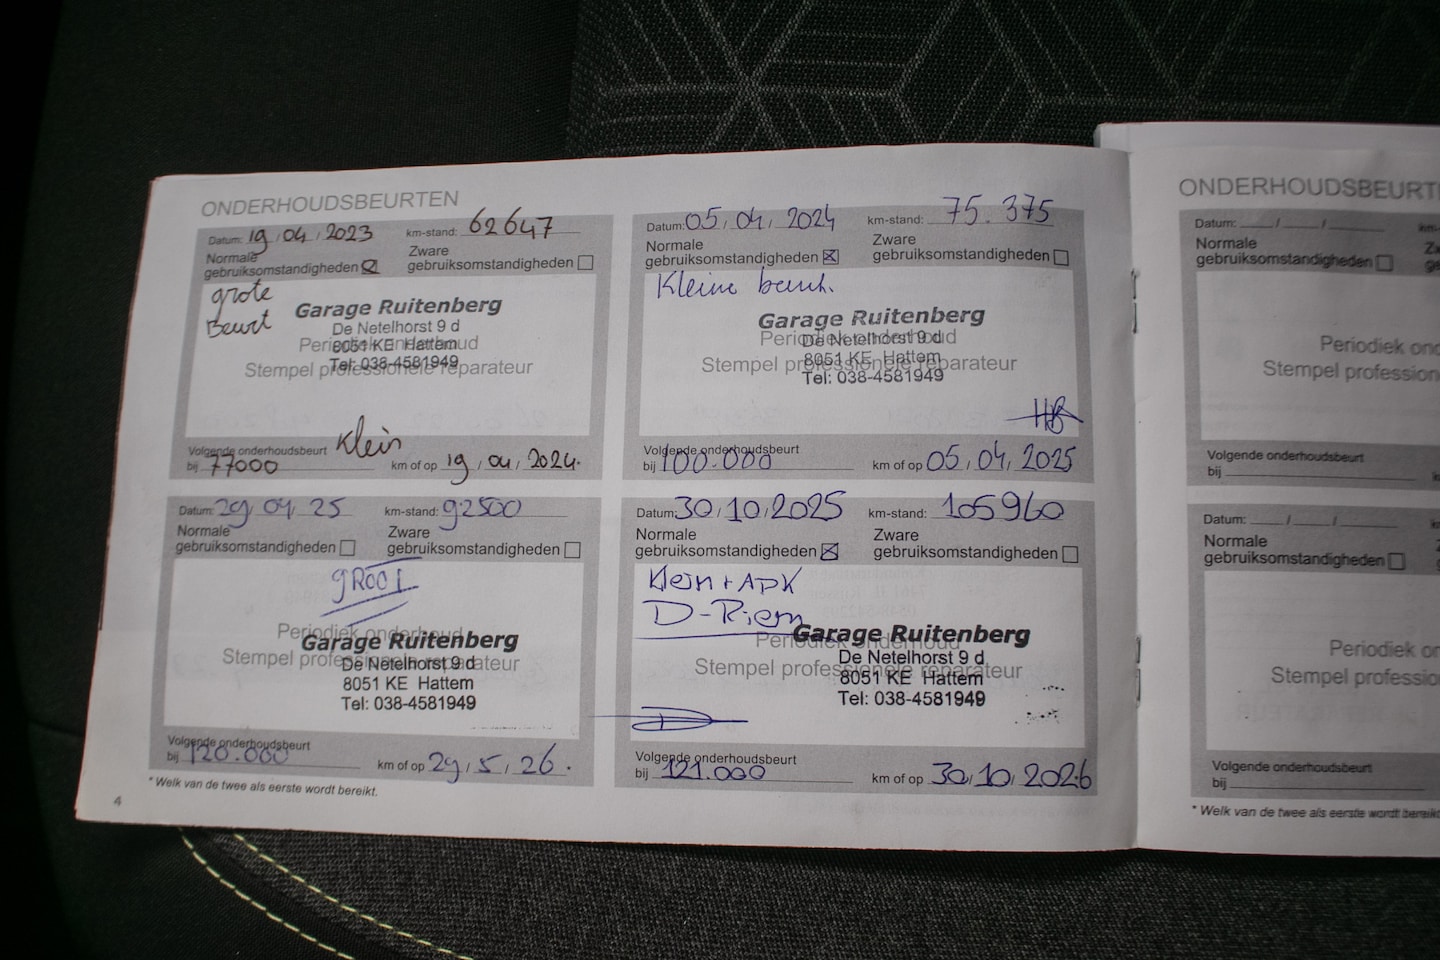 ONDERHOUDSBEURTEN
Datum: 19/04/2023 km-stand: 62647
Normale gebruiksomstandigheden ☒ Zware gebruiksomstandigheden ☐
grote
Beurt
Garage Ruitenberg
De Netelhorst 9 d
8051 KE Hattem
Tel: 038-4581949
Periodiek onderhoud
Stempel professionele reparateur
Klein
Volgende onderhoudsbeurt
bij 77000 km of op 19/04/2024.
Datum: 05/04/2024 km-stand: 75.375
Normale gebruiksomstandigheden ☒ Zware gebruiksomstandigheden ☐
Kleine beurt.
Garage Ruitenberg
De Netelhorst 9 d
8051 KE Hattem
Tel: 038-4581949
Periodiek onderhoud
Stempel professionele reparateur
Volgende onderhoudsbeurt
bij 100.000 km of op 05/04/2025
Datum: 29/04/25 km-stand: 92500
Normale gebruiksomstandigheden ☐ Zware gebruiksomstandigheden ☐
groot
Periodiek onderhoud
Stempel professionele reparateur
Garage Ruitenberg
De Netelhorst 9 d
8051 KE Hattem
Tel: 038-4581949
Volgende onderhoudsbeurt
bij 120.000 km of op 29/5/26.
Datum: 30/10/2025 km-stand: 105960
Normale gebruiksomstandigheden ☒ Zware gebruiksomstandigheden ☐
Klein + APK
D-Riem
Periodiek onderhoud
Stempel professionele reparateur
Garage Ruitenberg
De Netelhorst 9 d
8051 KE Hattem
Tel: 038-4581949
Volgende onderhoudsbeurt
bij 121.000 km of op 30/10/2026
* Welk van de twee als eerste wordt bereikt.
4
ONDERHOUDSBEURT
Datum: / /
Normale
gebruiksomstandigheden ☐
Periodiek
Stempel
Volgende onderhoudsbeurt
bij
Datum: / /
Normale
gebruiksomstandigheden ☐
Periodiek
Stempel
Volgende onderhoudsbeurt
bij
* Welk van de twee als eerste wordt bereikt